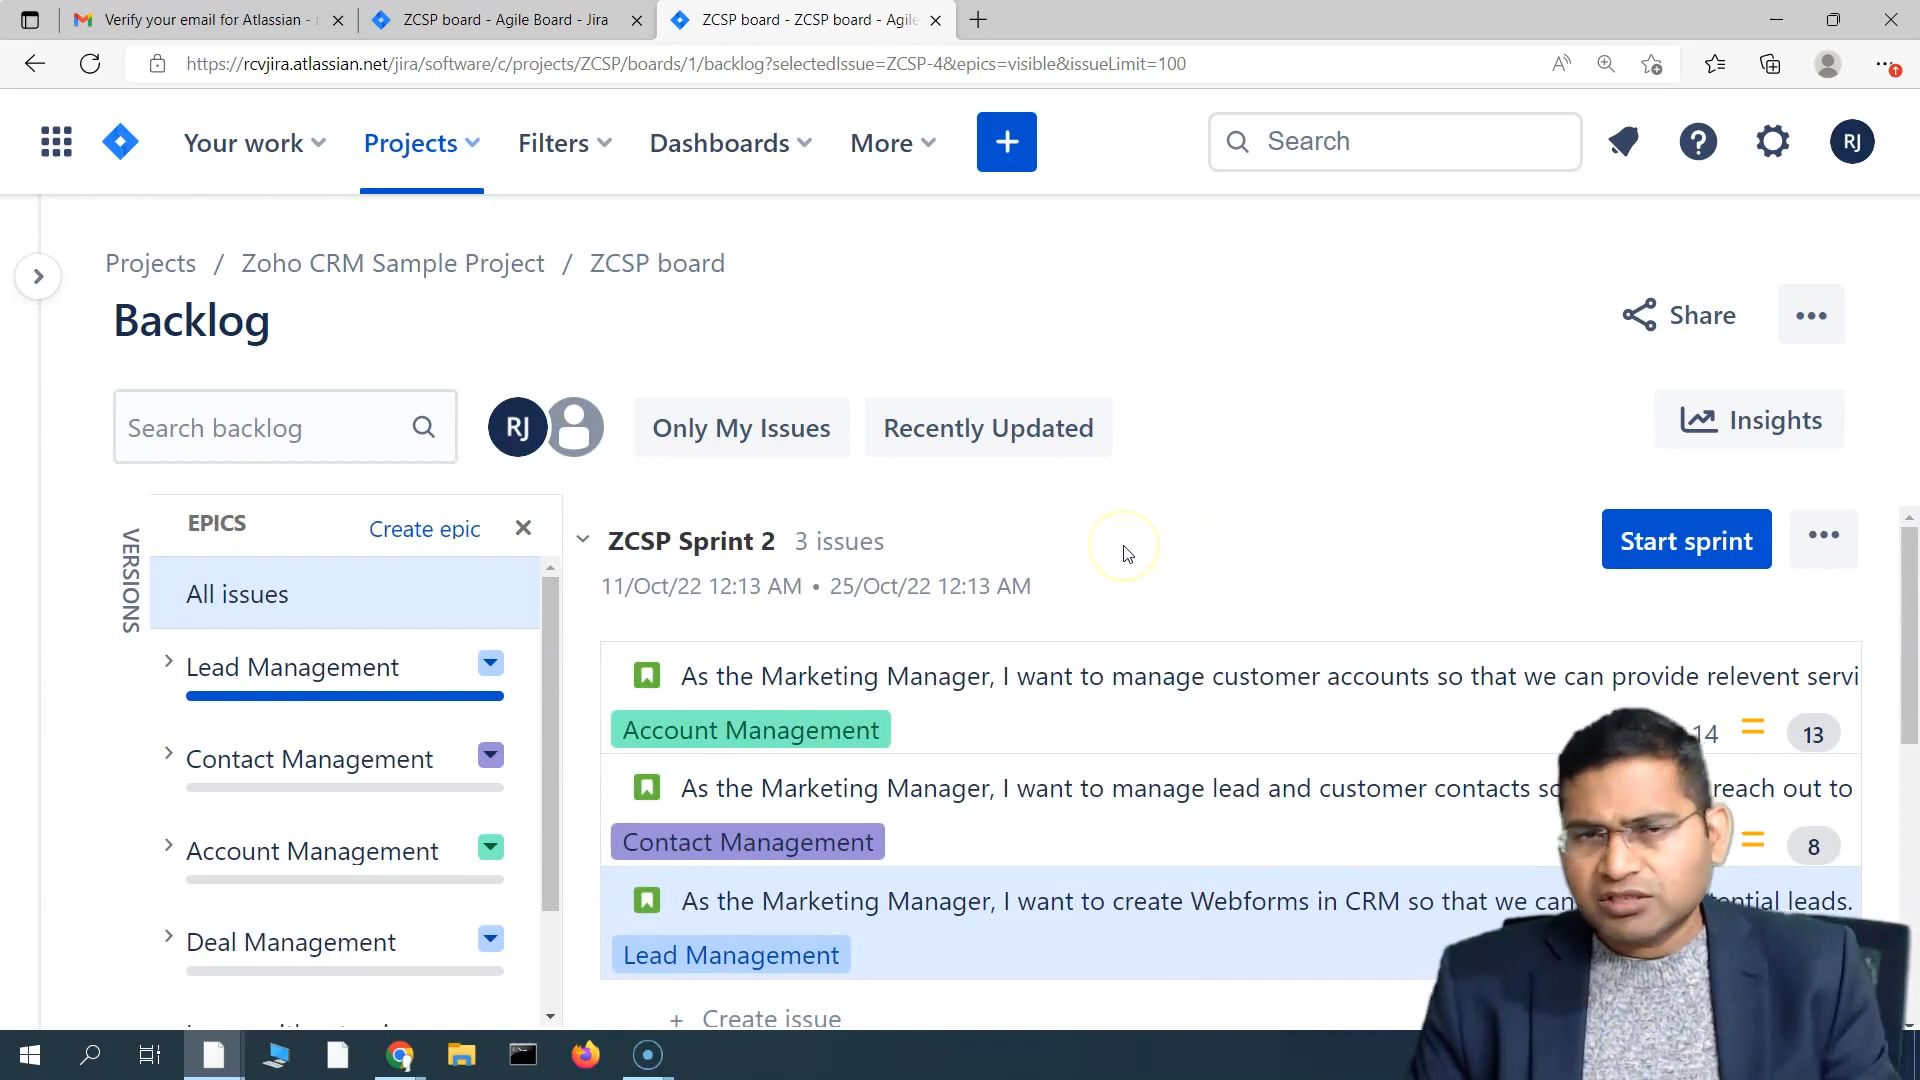 Verify your email for Atlassian -
ZCSP board - Agile Board - Jira
ZCSP board - ZCSP board - Agile
https://rcvjira.atlassian.net/jira/software/c/projects/ZCSP/boards/1/backlog?selectedIssue=ZCSP-4&epics=visible&issueLimit=100
Your work Projects Filters Dashboards More + Search RJ
Projects / Zoho CRM Sample Project / ZCSP board
Backlog
Share
Search backlog RJ Only My Issues Recently Updated Insights
VERSIONS
EPICS Create epic
All issues
Lead Management
Contact Management
Account Management
Deal Management
ZCSP Sprint 2 3 issues Start sprint
11/Oct/22 12:13 AM • 25/Oct/22 12:13 AM
As the Marketing Manager, I want to manage customer accounts so that we can provide relevent servi
Account Management 14 13
As the Marketing Manager, I want to manage lead and customer contacts so reach out to
Contact Management 8
As the Marketing Manager, I want to create Webforms in CRM so that we can leads.
Lead Management
+ Create issue